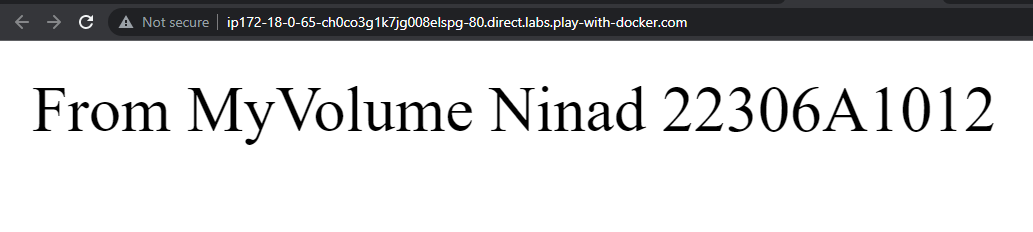 Not secure ip172-18-0-65-ch0co3g1k7jg008elspg-80.direct.labs.play-with-docker.com
From MyVolume Ninad 22306A1012